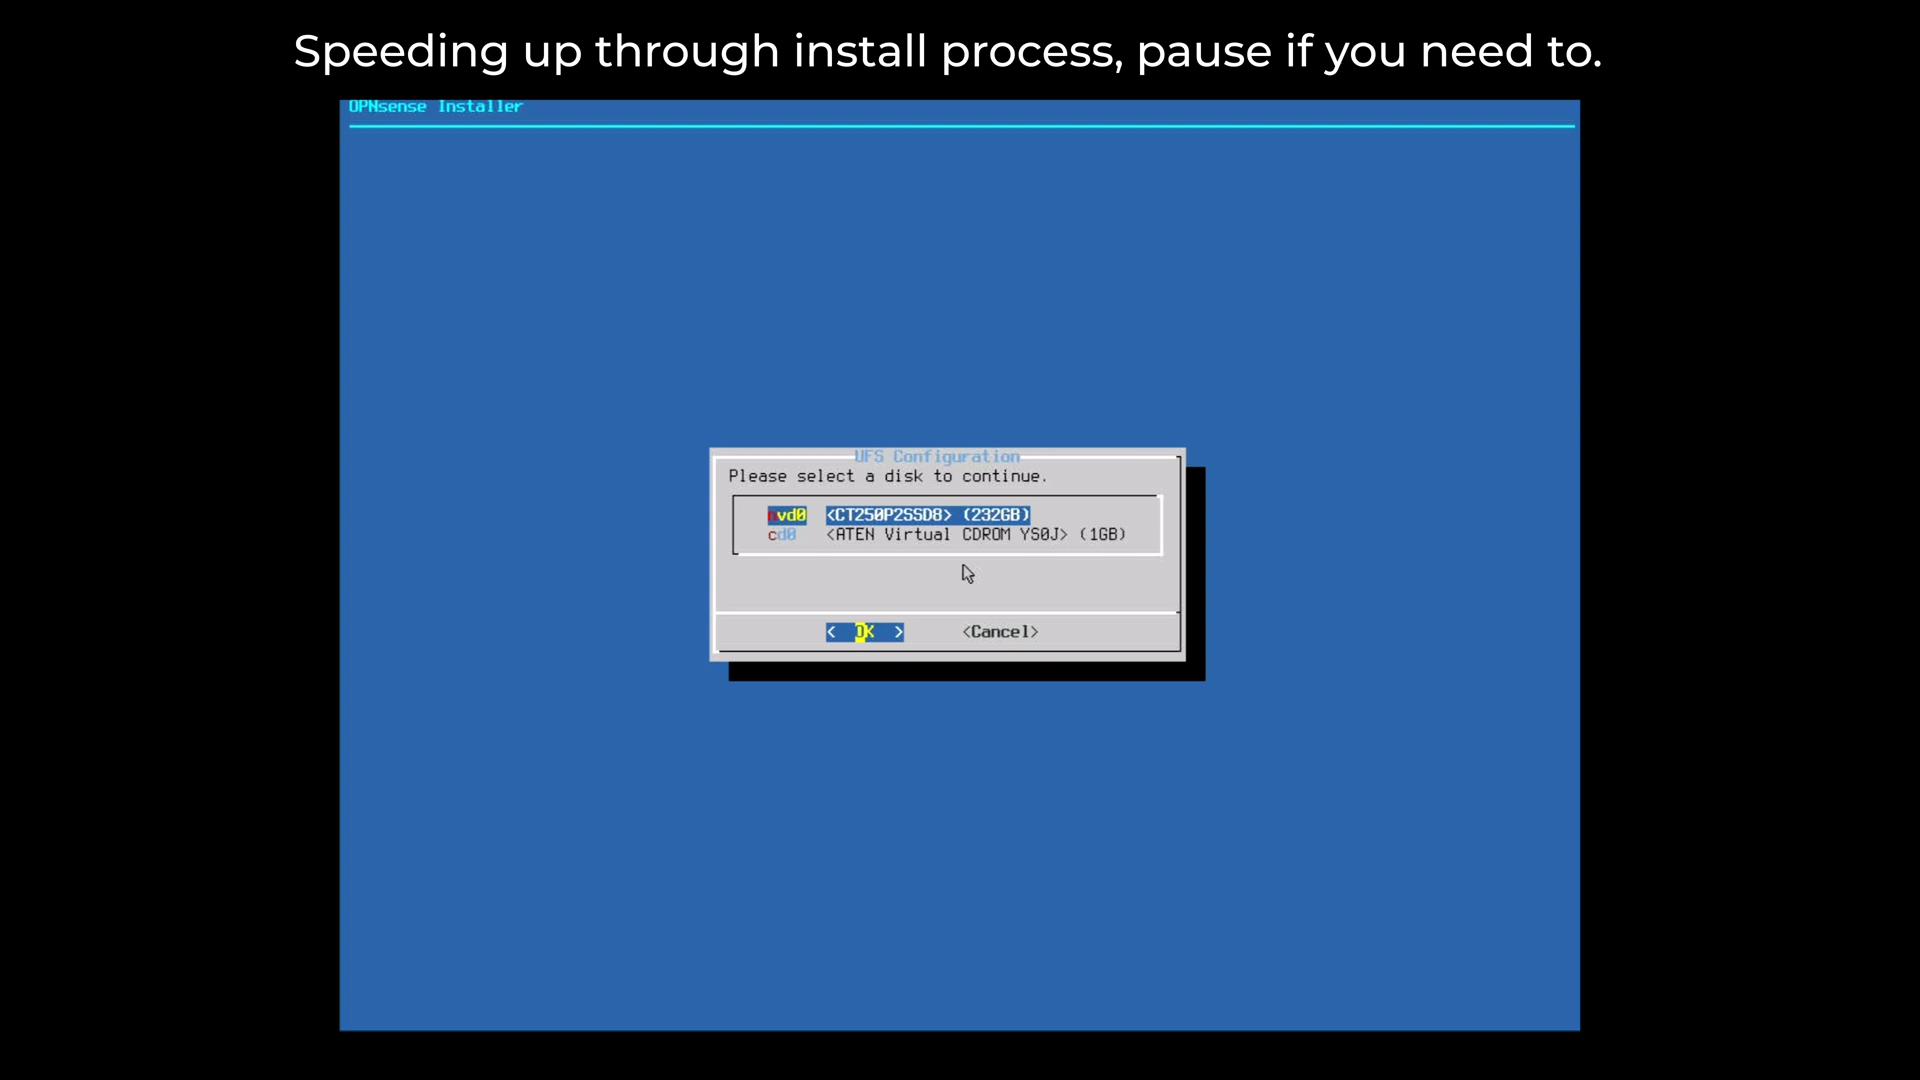 Speeding up through install process, pause if you need to.
OPNsense Installer
UFS Configuration
Please select a disk to continue.
nvd0 <CT250P2SSD8> (232GB)
cd0 <ATEN Virtual CDROM YS0J> (1GB)
< OK > <Cancel>